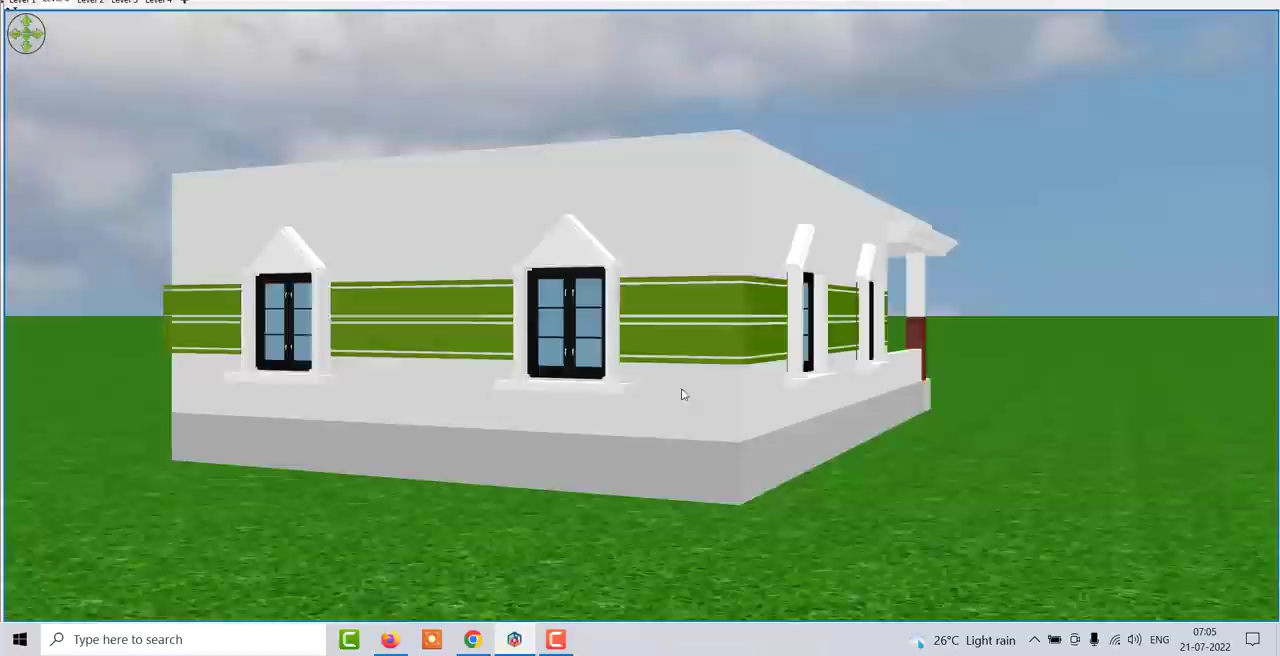 Type here to search
26°C Light rain
ENG
07:05
21-07-2022